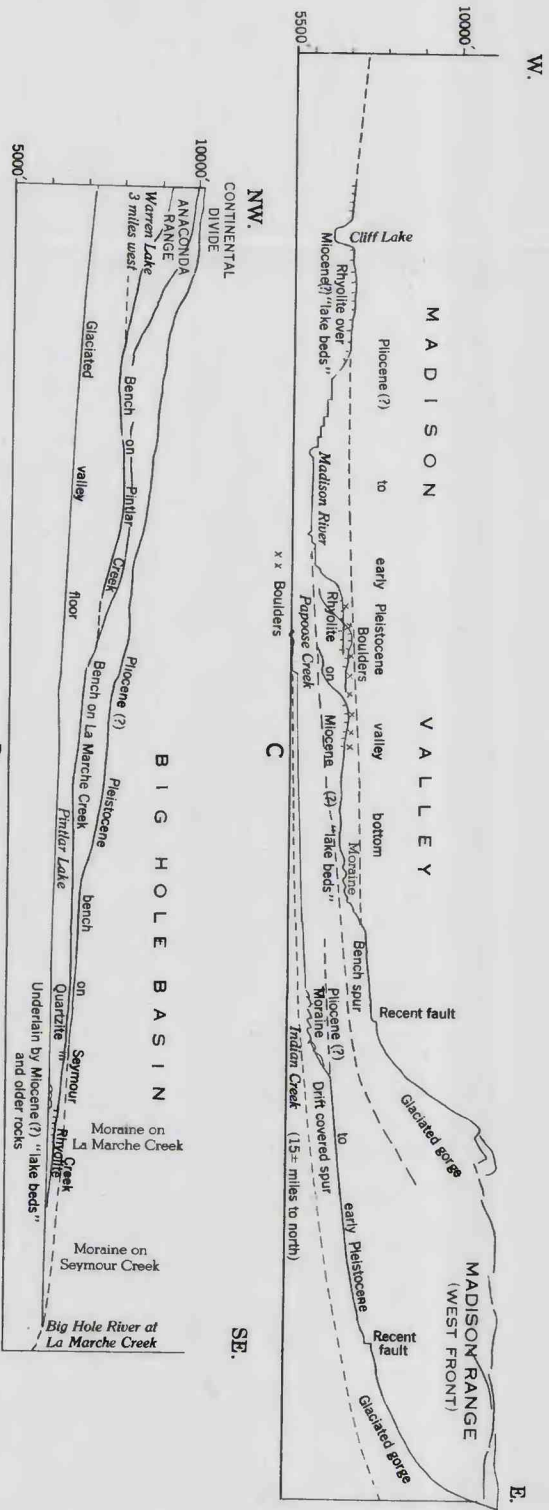 W.
E.
MADISON VALLEY
10000'
5500'
Cliff Lake
Rhyolite over
Miocene(?) "lake beds"
Pliocene (?) to early Pleistocene valley bottom
Madison River
Boulders
Rhyolite on Miocene (?) "lake beds"
Papoose Creek
x x Boulders
Moraine
Bench spur
Recent fault
Glaciated gorge
MADISON RANGE
(WEST FRONT)
Pliocene (?) to early Pleistocene
Moraine
Drift covered spur
Indian Creek (15± miles to north)
Recent
fault
Glaciated gorge
C
NW.
SE.
BIG HOLE BASIN
CONTINENTAL
DIVIDE
10000'
5000'
ANACONDA
RANGE
Warren Lake
3 miles west
Bench on Pintlar Creek
Glaciated valley floor
Pliocene (?) Pleistocene bench on Seymour Creek
Bench on La Marche Creek
Pintlar Lake
Quartzite
Rhyolite
Underlain by Miocene (?) "lake beds"
and older rocks
Moraine on
La Marche Creek
Moraine on
Seymour Creek
Big Hole River at
La Marche Creek